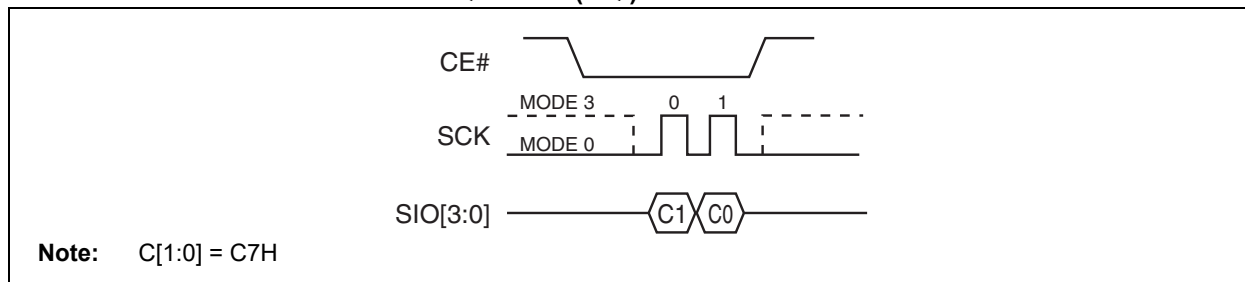 CE#
MODE 3 0 1
SCK
MODE 0
SIO[3:0] C1 C0
Note: C[1:0] = C7H